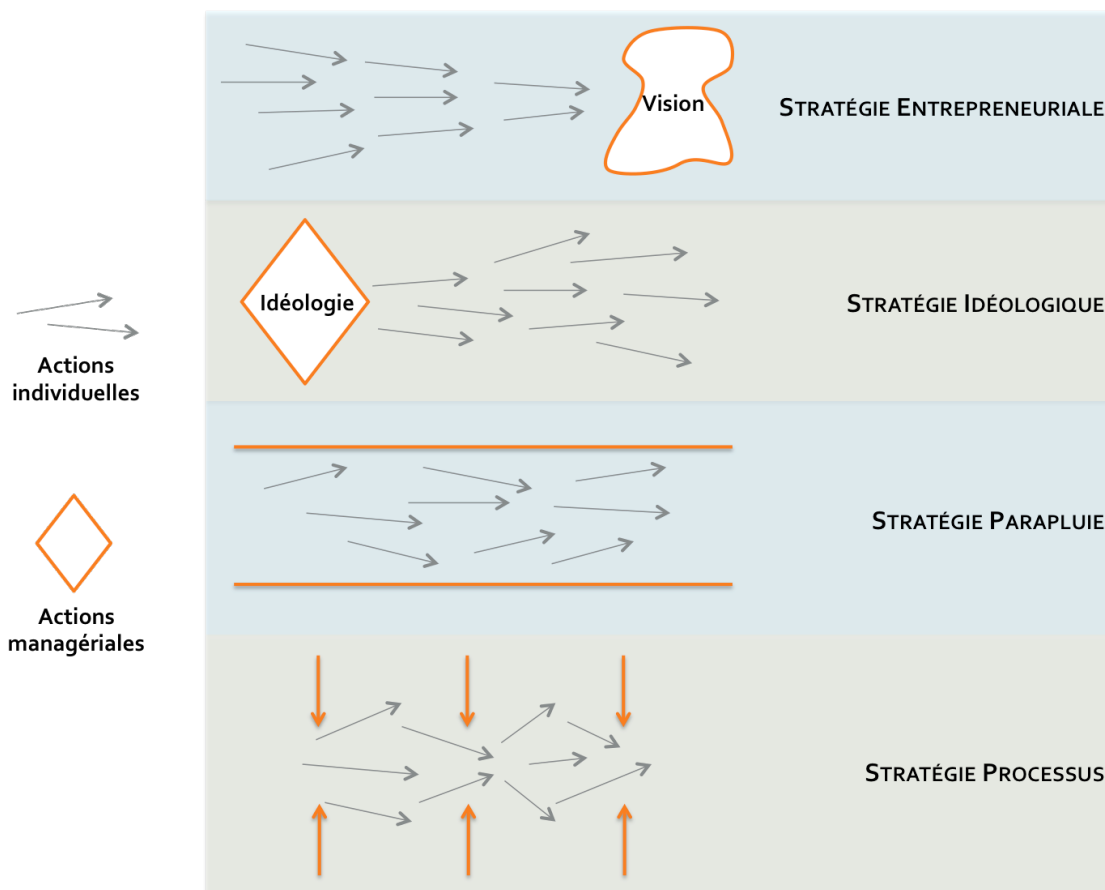 Vision
STRATÉGIE ENTREPRENEURIALE
Idéologie
STRATÉGIE IDÉOLOGIQUE
Actions
individuelles
STRATÉGIE PARAPLUIE
Actions
managériales
STRATÉGIE PROCESSUS